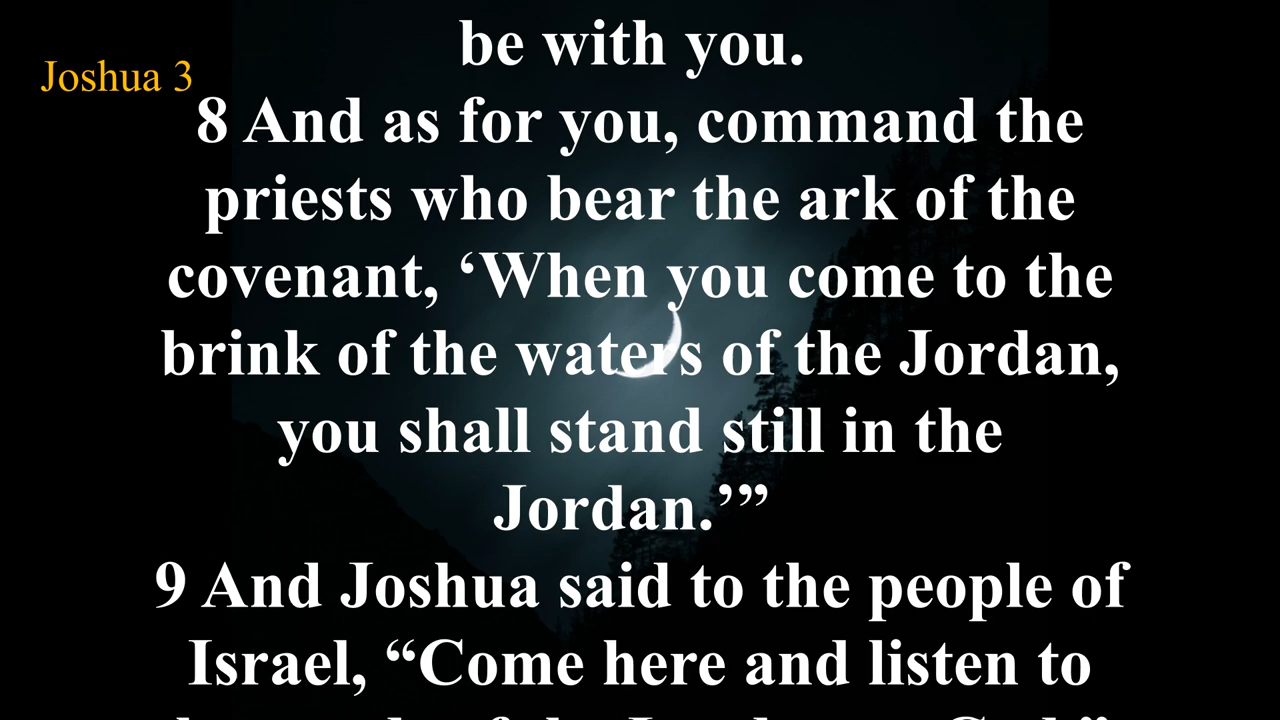 be with you.
Joshua 3
8 And as for you, command the
priests who bear the ark of the
covenant, ‘When you come to the
brink of the waters of the Jordan,
you shall stand still in the
Jordan.’”
9 And Joshua said to the people of
Israel, “Come here and listen to